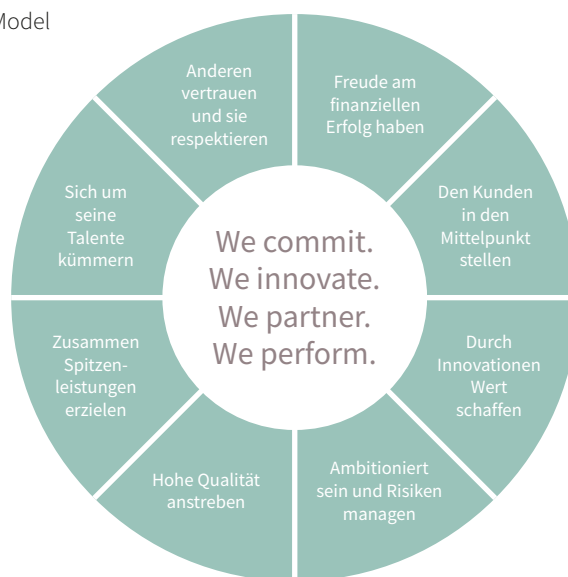 Model
Anderen
vertrauen
und sie
respektieren
Freude am
finanziellen
Erfolg haben
Den Kunden
in den
Mittelpunkt
stellen
Durch
Innovationen
Wert
schaffen
Ambitioniert
sein und Risiken
managen
Hohe Qualität
anstreben
Zusammen
Spitzen-
leistungen
erzielen
Sich um
seine
Talente
kümmern
We commit.
We innovate.
We partner.
We perform.